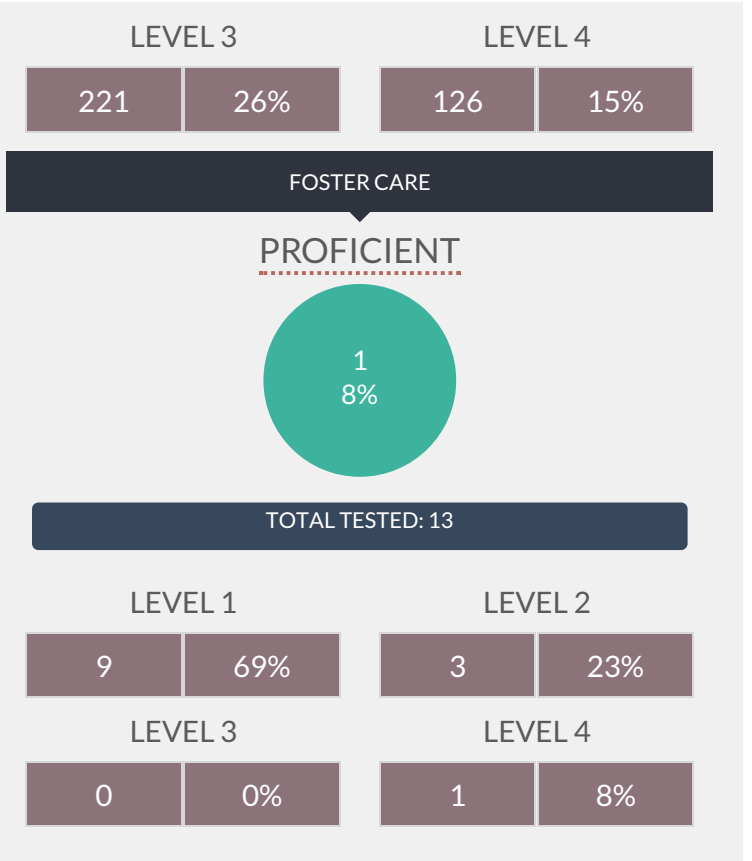 LEVEL 3 LEVEL 4
221 26% 126 15%
FOSTER CARE
PROFICIENT
1
8%
TOTAL TESTED: 13
LEVEL 1 LEVEL 2
9 69% 3 23%
LEVEL 3 LEVEL 4
0 0% 1 8%